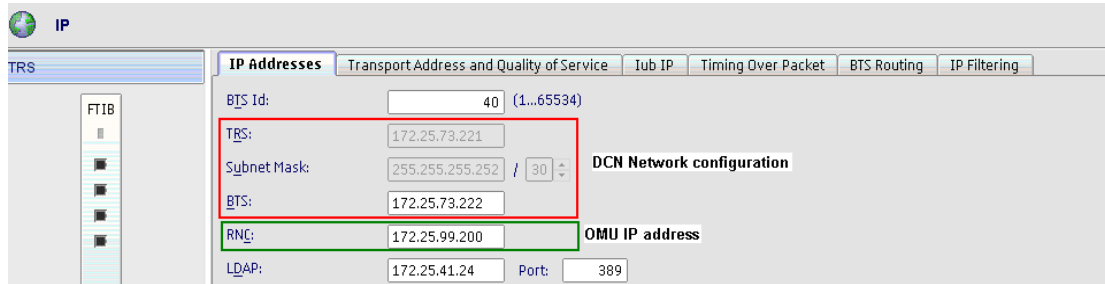 IP
TRS
IP Addresses Transport Address and Quality of Service Iub IP Timing Over Packet BTS Routing IP Filtering
FTIB
BTS Id: 40 (1...65534)
TRS: 172.25.73.221
Subnet Mask: 255.255.255.252 / 30 DCN Network configuration
BTS: 172.25.73.222
RNC: 172.25.99.200 OMU IP address
LDAP: 172.25.41.24 Port: 389